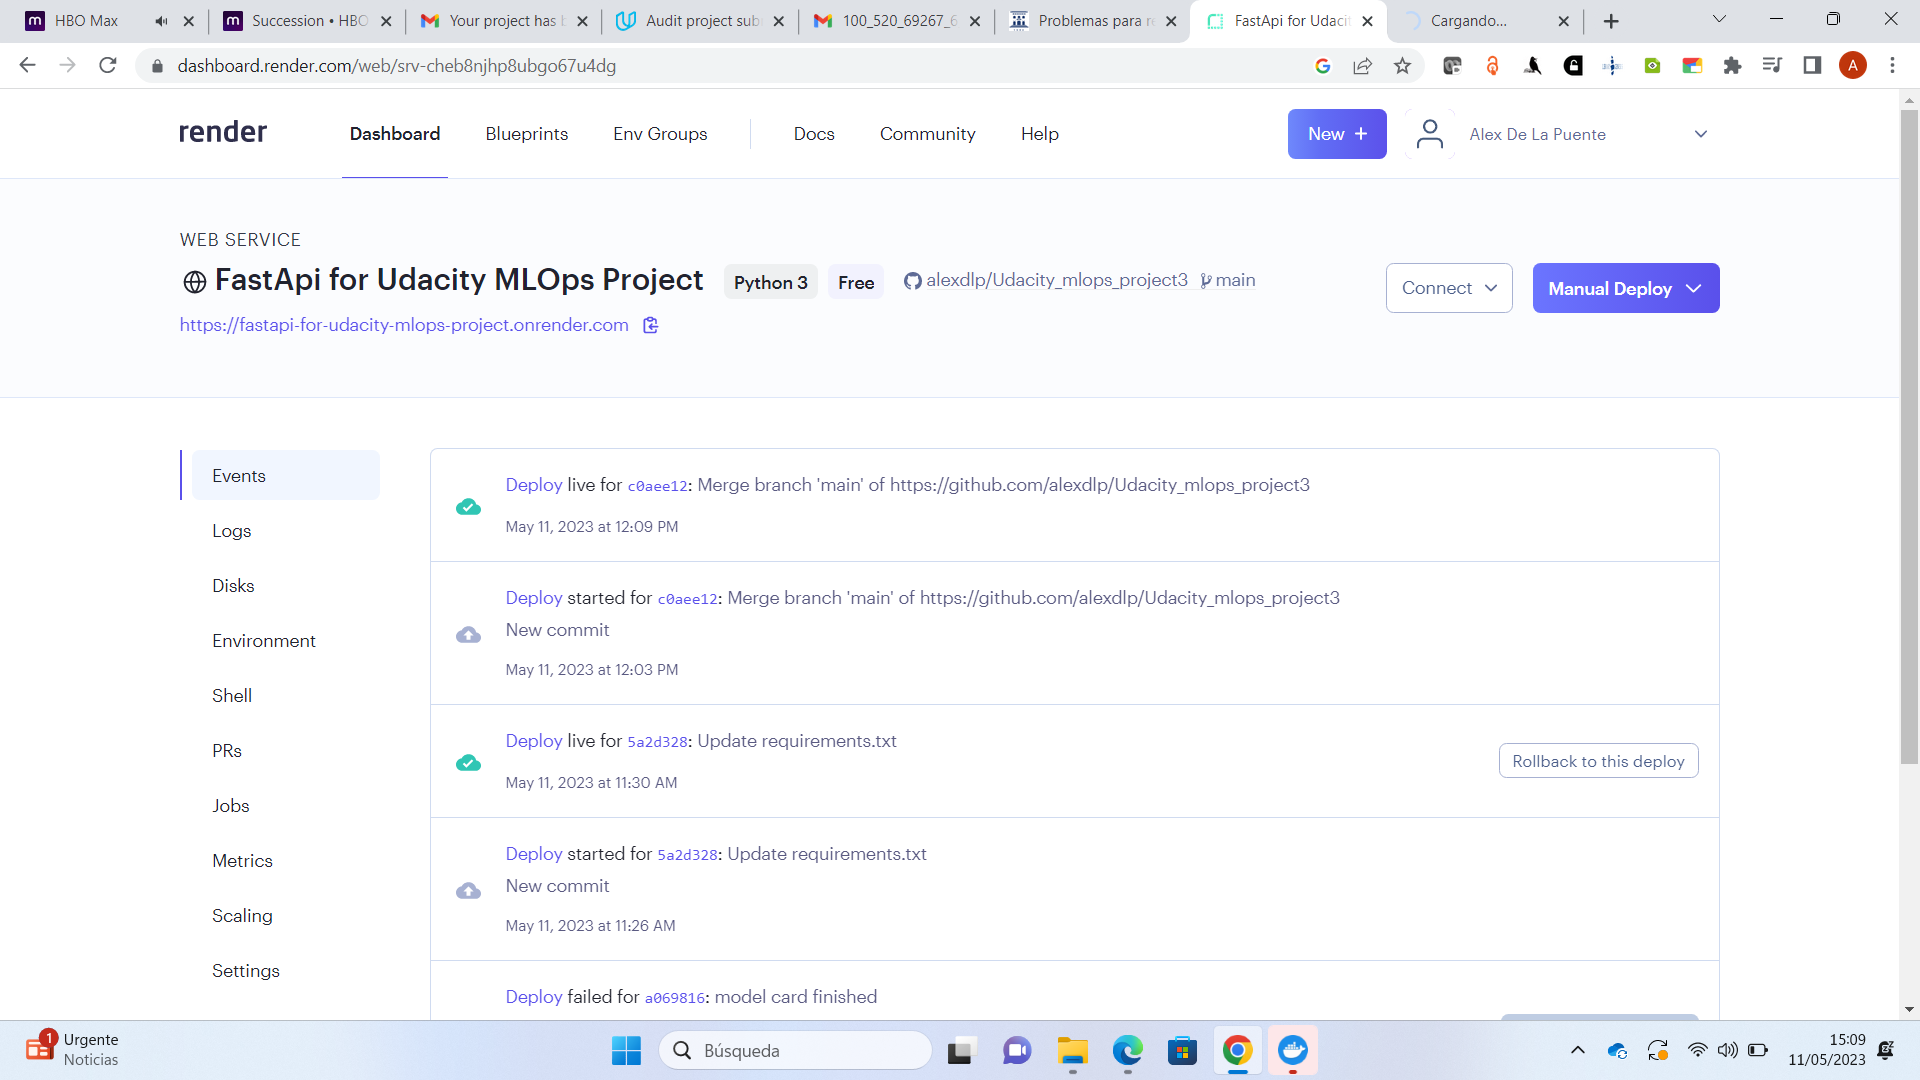 HBO Max
Succession • HBO
Your project has b
Audit project sub
100_520_69267_6
Problemas para r
FastApi for Udacit
Cargando...
dashboard.render.com/web/srv-cheb8njhp8ubgo67u4dg
A
render
Dashboard
Blueprints
Env Groups
Docs
Community
Help
New +
Alex De La Puente
WEB SERVICE
FastApi for Udacity MLOps Project
Python 3
Free
alexdlp/Udacity_mlops_project3
main
Connect
Manual Deploy
https://fastapi-for-udacity-mlops-project.onrender.com
Events
Logs
Disks
Environment
Shell
PRs
Jobs
Metrics
Scaling
Settings
Deploy live for c0aee12: Merge branch 'main' of https://github.com/alexdlp/Udacity_mlops_project3
May 11, 2023 at 12:09 PM
Deploy started for c0aee12: Merge branch 'main' of https://github.com/alexdlp/Udacity_mlops_project3
New commit
May 11, 2023 at 12:03 PM
Deploy live for 5a2d328: Update requirements.txt
May 11, 2023 at 11:30 AM
Rollback to this deploy
Deploy started for 5a2d328: Update requirements.txt
New commit
May 11, 2023 at 11:26 AM
Deploy failed for a069816: model card finished
1
Urgente
Noticias
Búsqueda
15:09
11/05/2023